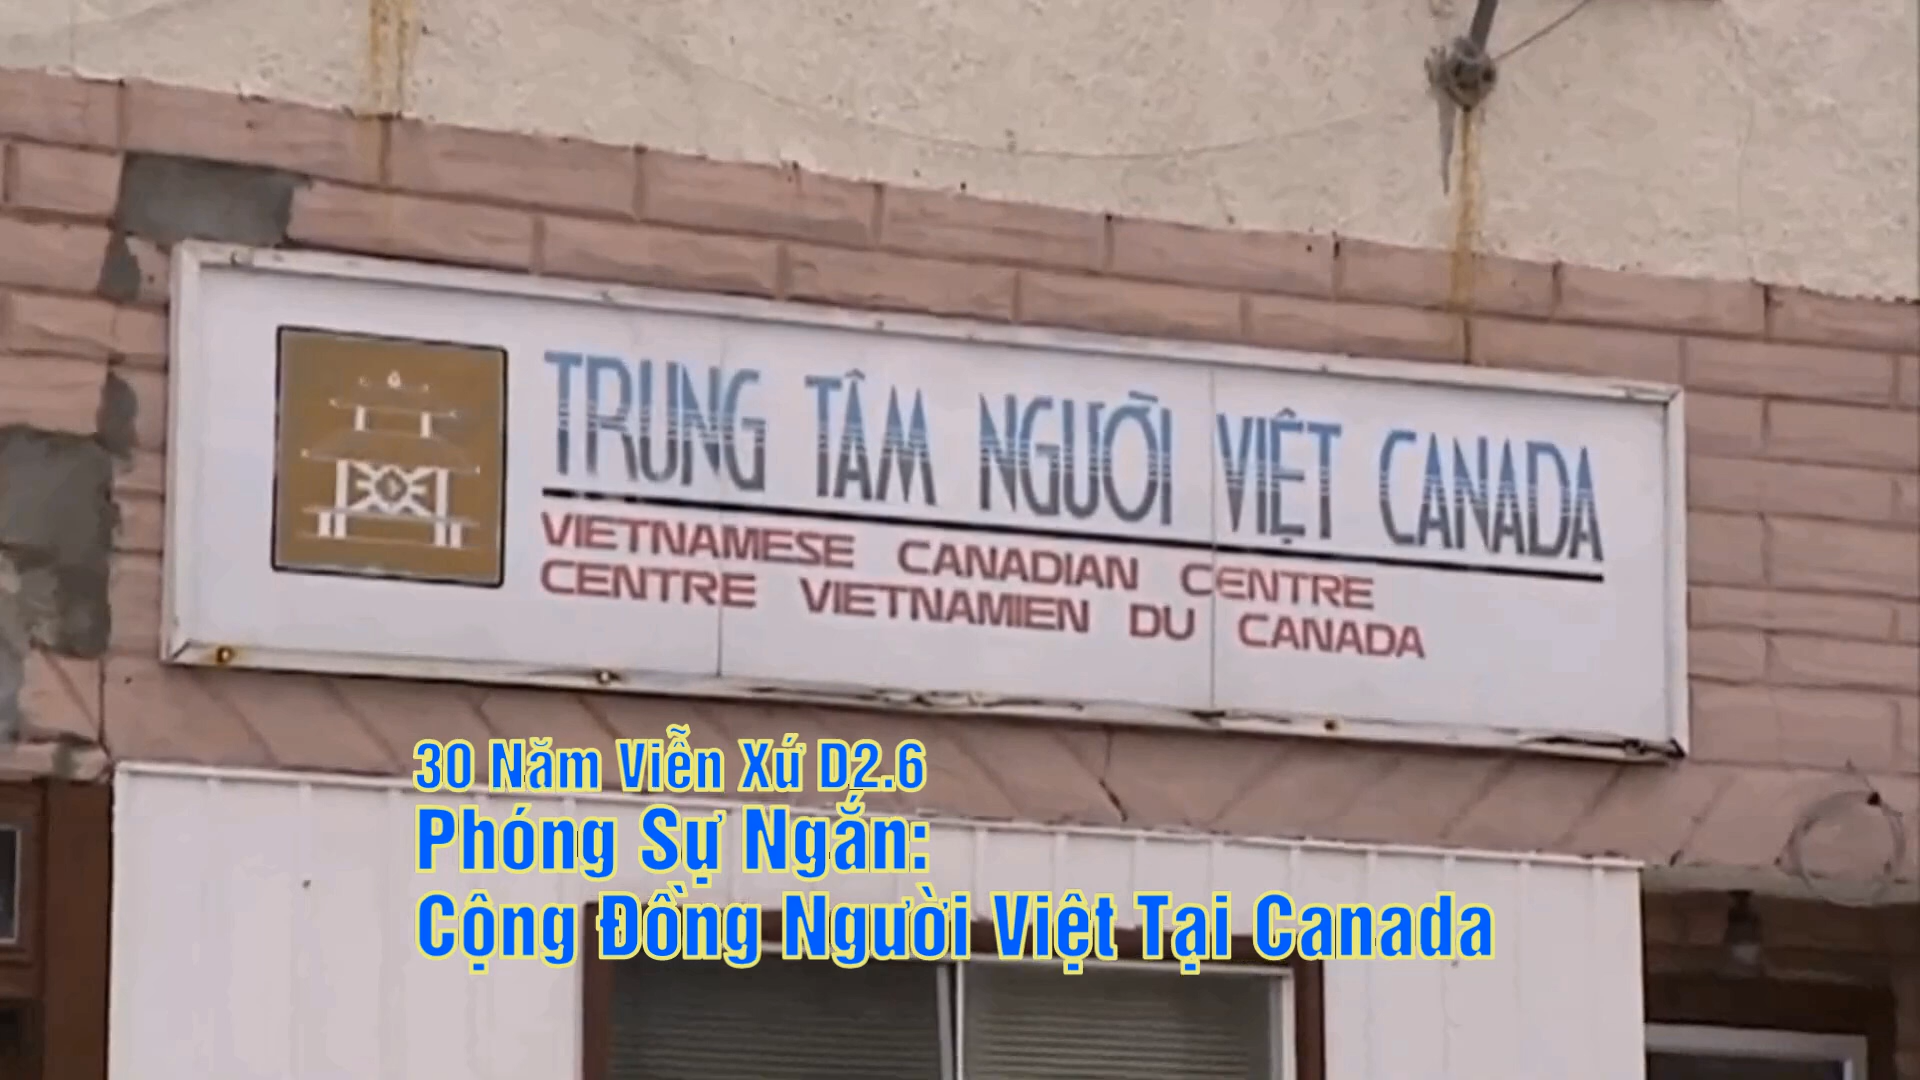 TRUNG TÂM NGƯỜI VIỆT CANADA
VIETNAMESE CANADIAN CENTRE
CENTRE VIETNAMIEN DU CANADA
30 Năm Viễn Xứ D2.6
Phóng Sự Ngắn:
Cộng Đồng Người Việt Tại Canada